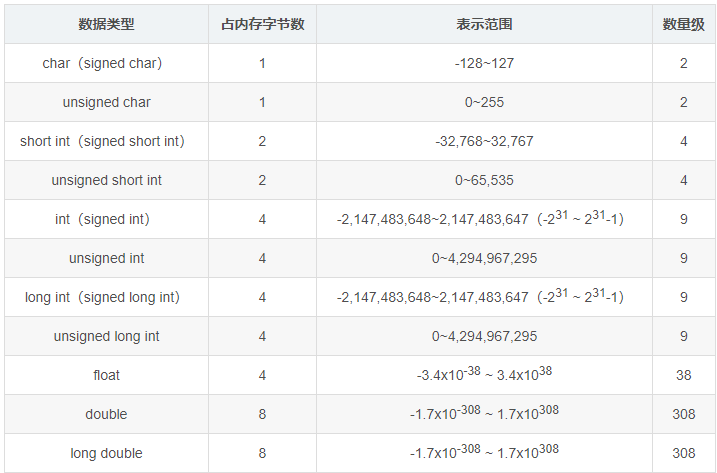 数据类型 占内存字节数 表示范围 数量级
char（signed char） 1 -128~127 2
unsigned char 1 0~255 2
short int（signed short int） 2 -32,768~32,767 4
unsigned short int 2 0~65,535 4
int（signed int） 4 -2,147,483,648~2,147,483,647（-2^31 ~ 2^31-1） 9
unsigned int 4 0~4,294,967,295 9
long int（signed long int） 4 -2,147,483,648~2,147,483,647（-2^31 ~ 2^31-1） 9
unsigned long int 4 0~4,294,967,295 9
float 4 -3.4x10^-38 ~ 3.4x10^38 38
double 8 -1.7x10^-308 ~ 1.7x10^308 308
long double 8 -1.7x10^-308 ~ 1.7x10^308 308